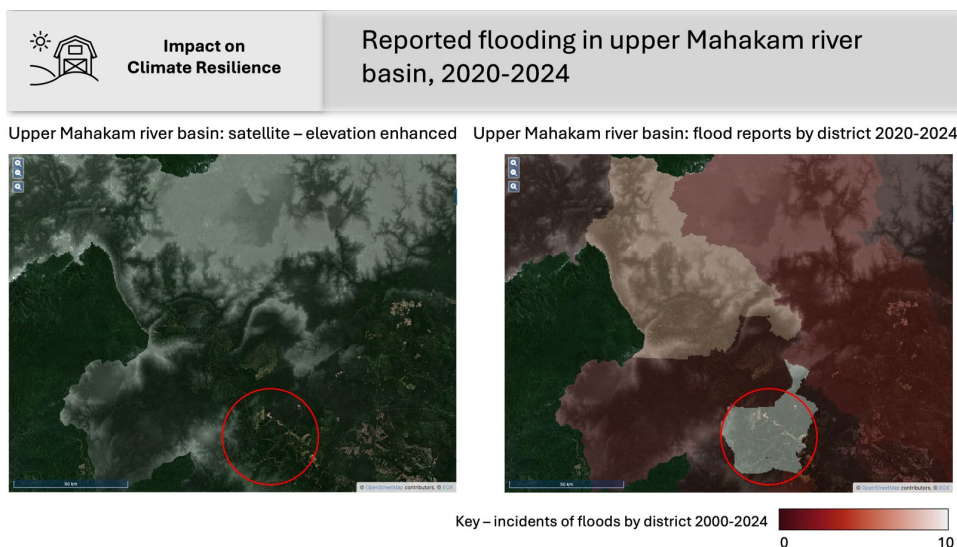 Impact on
Climate Resilience
Reported flooding in upper Mahakam river
basin, 2020-2024
Upper Mahakam river basin: satellite – elevation enhanced
Upper Mahakam river basin: flood reports by district 2020-2024
50 km
© OpenStreetMap contributors. © EOX
50 km
© OpenStreetMap contributors. © EOX
Key – incidents of floods by district 2000-2024
0
10